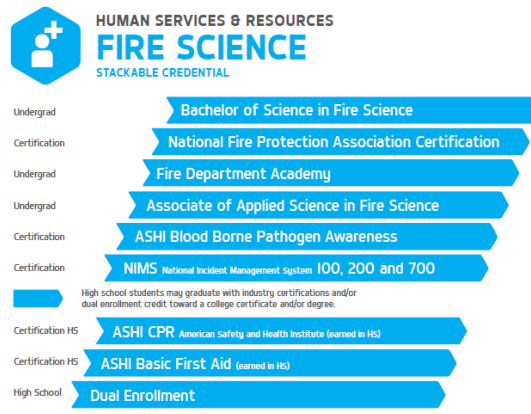 HUMAN SERVICES & RESOURCES
FIRE SCIENCE
STACKABLE CREDENTIAL
Undergrad Bachelor of Science in Fire Science
Certification National Fire Protection Association Certification
Undergrad Fire Department Academy
Undergrad Associate of Applied Science in Fire Science
Certification ASHI Blood Borne Pathogen Awareness
Certification NIMS National Incident Management System 100, 200 and 700
High school students may graduate with industry certifications and/or
dual enrollment credit toward a college certificate and/or degree.
Certification HS ASHI CPR American Safety and Health Institute (earned in HS)
Certification HS ASHI Basic First Aid (earned in HS)
High School Dual Enrollment